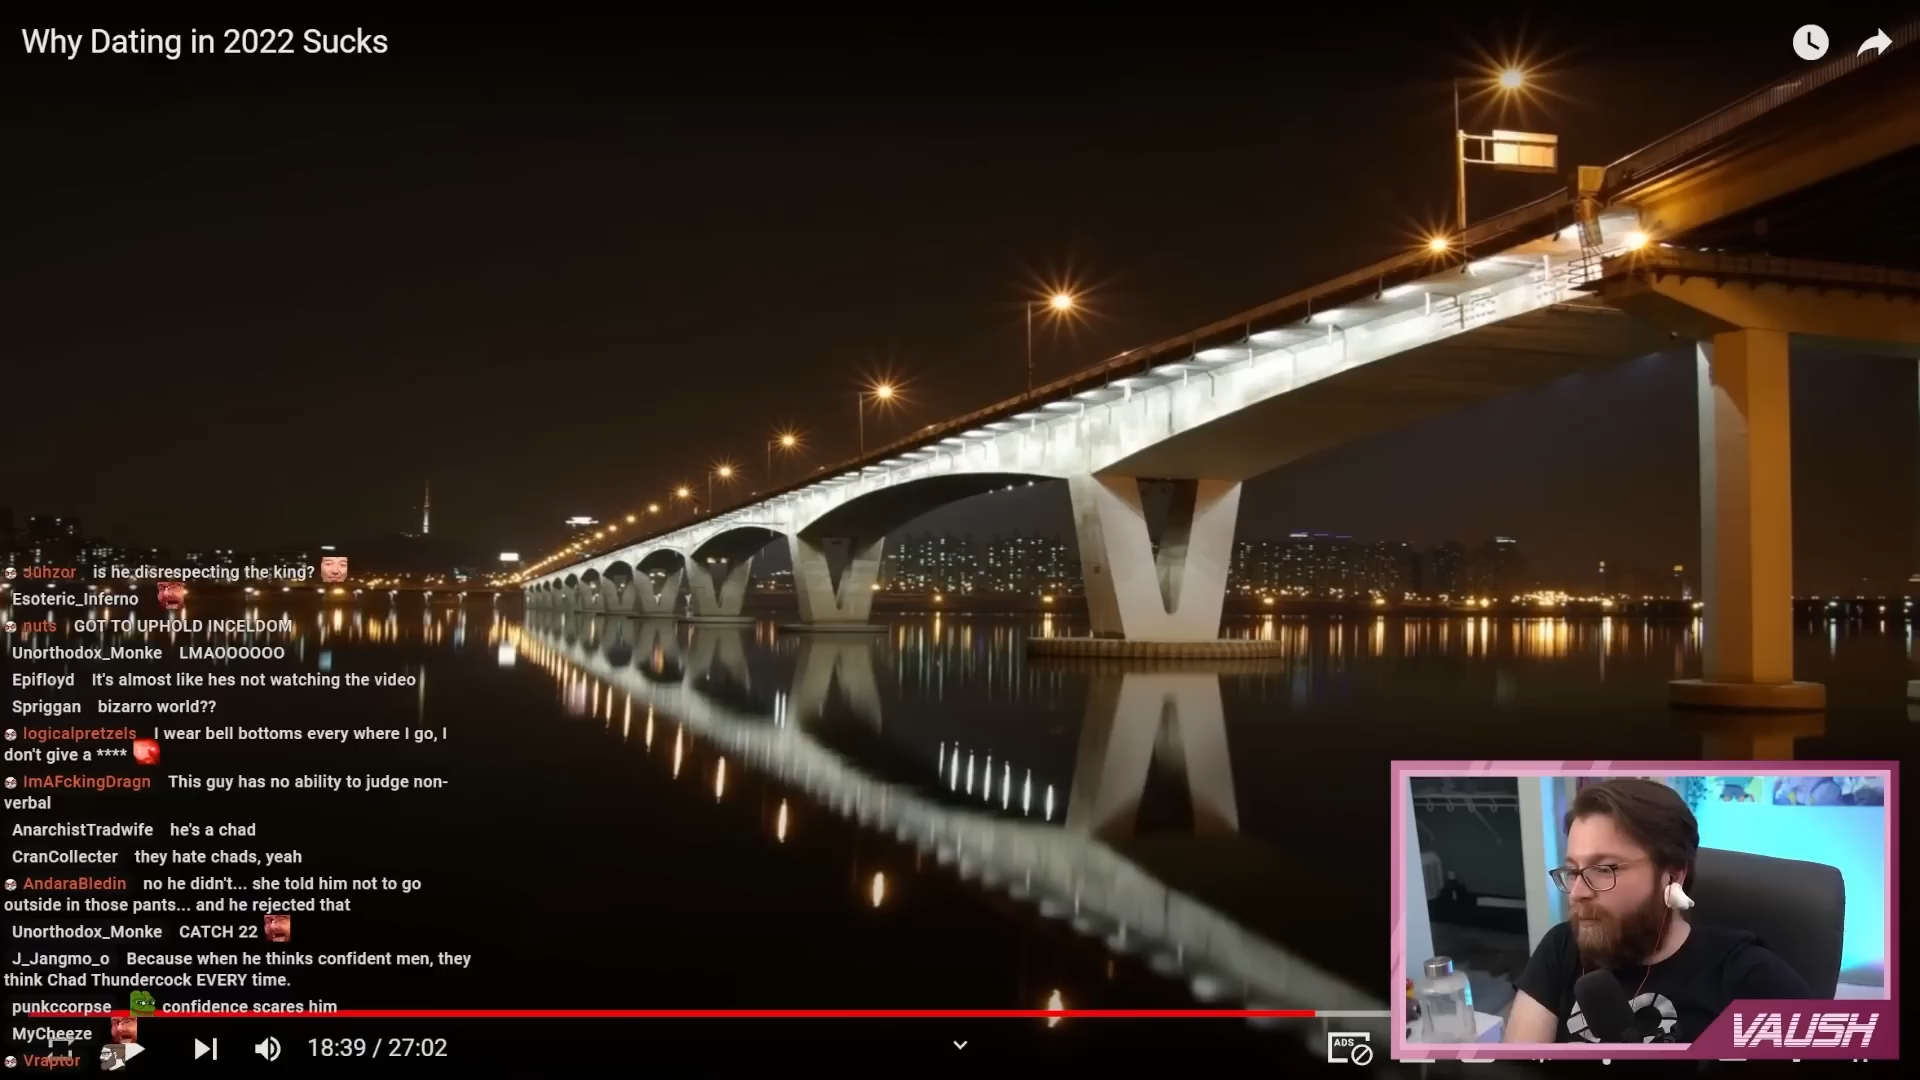 Why Dating in 2022 Sucks
Juhzor is he disrespecting the king?
Esoteric_Inferno
nuts GOT TO UPHOLD INCELDOM
Unorthodox_Monke LMAOOOOOO
Epifloyd It's almost like hes not watching the video
Spriggan bizarro world??
logicalpretzels I wear bell bottoms every where I go, I
don't give a ****
ImAFckingDragn This guy has no ability to judge non-
verbal
AnarchistTradwife he's a chad
CranCollecter they hate chads, yeah
AndaraBledin no he didn't... she told him not to go
outside in those pants... and he rejected that
Unorthodox_Monke CATCH 22
J_Jangmo_o Because when he thinks confident men, they
think Chad Thundercock EVERY time.
punkccorpse confidence scares him
MyCheeze
Vraptor
18:39 / 27:02
ADS
VAUSH